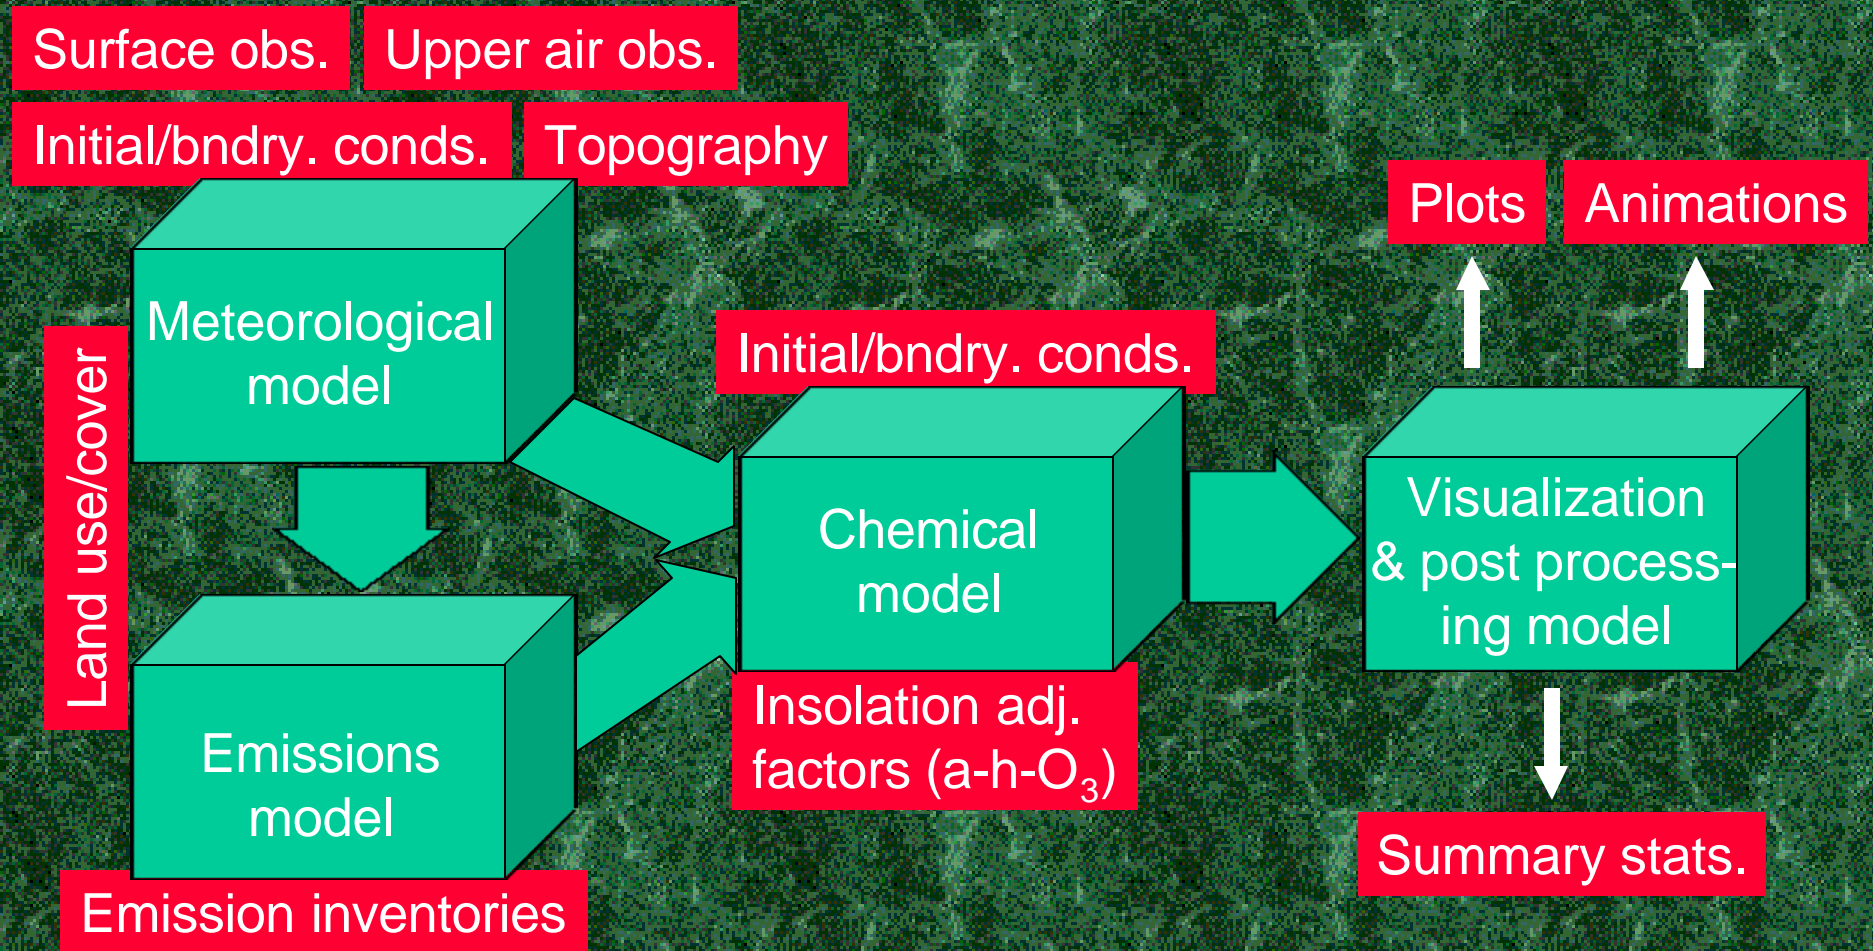 Surface obs.
Upper air obs.
Initial/bndry. conds.
Topography
Plots
Animations
Meteorological
model
Land use/cover
Initial/bndry. conds.
Chemical
model
Visualization
& post process-
ing model
Emissions
model
Insolation adj.
factors (a-h-O₃)
Summary stats.
Emission inventories